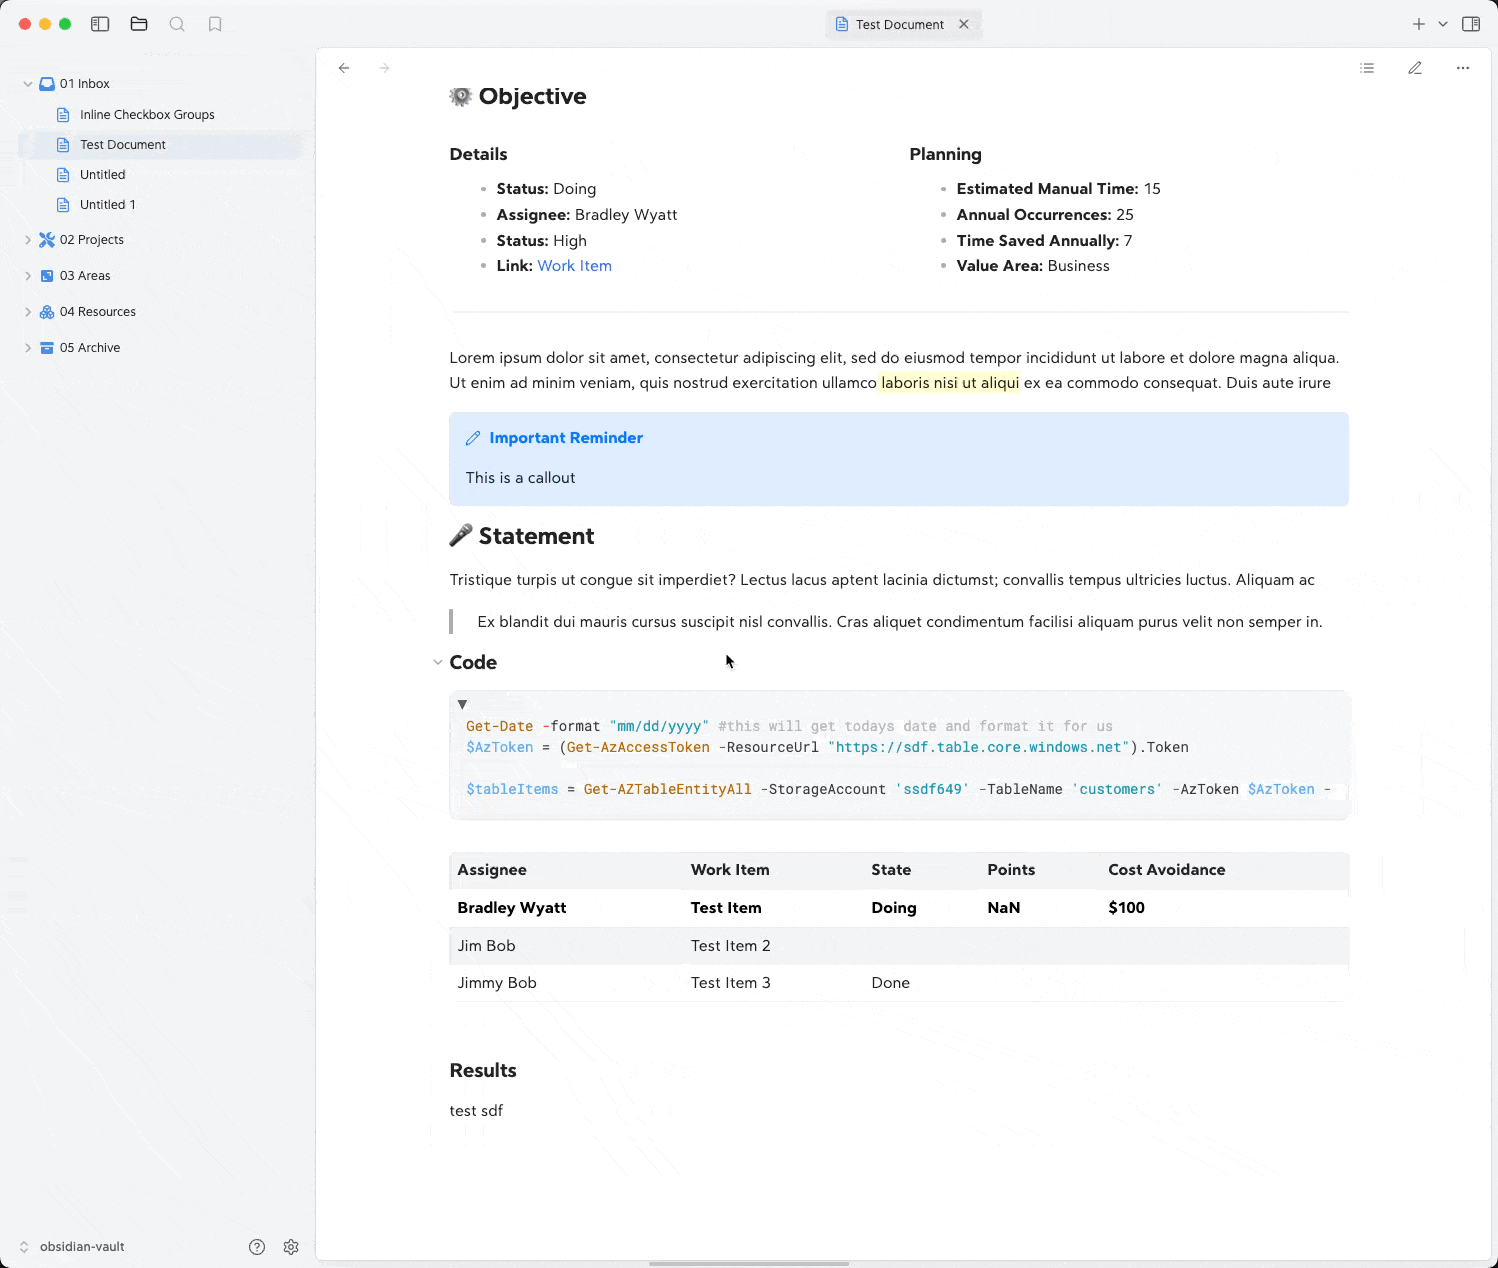 Test Document
01 Inbox
Inline Checkbox Groups
Test Document
Untitled
Untitled 1
02 Projects
03 Areas
04 Resources
05 Archive
obsidian-vault
Objective
Details
Status: Doing
Assignee: Bradley Wyatt
Status: High
Link: Work Item
Planning
Estimated Manual Time: 15
Annual Occurrences: 25
Time Saved Annually: 7
Value Area: Business
Lorem ipsum dolor sit amet, consectetur adipiscing elit, sed do eiusmod tempor incididunt ut labore et dolore magna aliqua.
Ut enim ad minim veniam, quis nostrud exercitation ullamco laboris nisi ut aliqui ex ea commodo consequat. Duis aute irure
Important Reminder
This is a callout
Statement
Tristique turpis ut congue sit imperdiet? Lectus lacus aptent lacinia dictumst; convallis tempus ultricies luctus. Aliquam ac
Ex blandit dui mauris cursus suscipit nisl convallis. Cras aliquet condimentum facilisi aliquam purus velit non semper in.
Code
Get-Date -format "mm/dd/yyyy" #this will get todays date and format it for us
$AzToken = (Get-AzAccessToken -ResourceUrl "https://sdf.table.core.windows.net").Token
$tableItems = Get-AZTableEntityAll -StorageAccount 'ssdf649' -TableName 'customers' -AzToken $AzToken -
Assignee Work Item State Points Cost Avoidance
Bradley Wyatt Test Item Doing NaN $100
Jim Bob Test Item 2
Jimmy Bob Test Item 3 Done
Results
test sdf